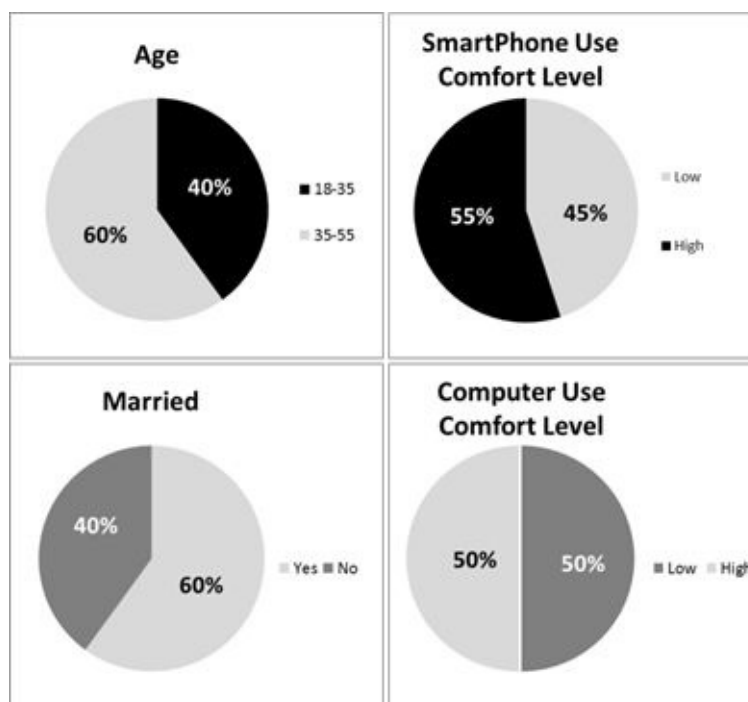 Age
40%
60%
18-35
35-55
SmartPhone Use
Comfort Level
55%
45%
Low
High
Married
40%
60%
Yes No
Computer Use
Comfort Level
50%
50%
Low High